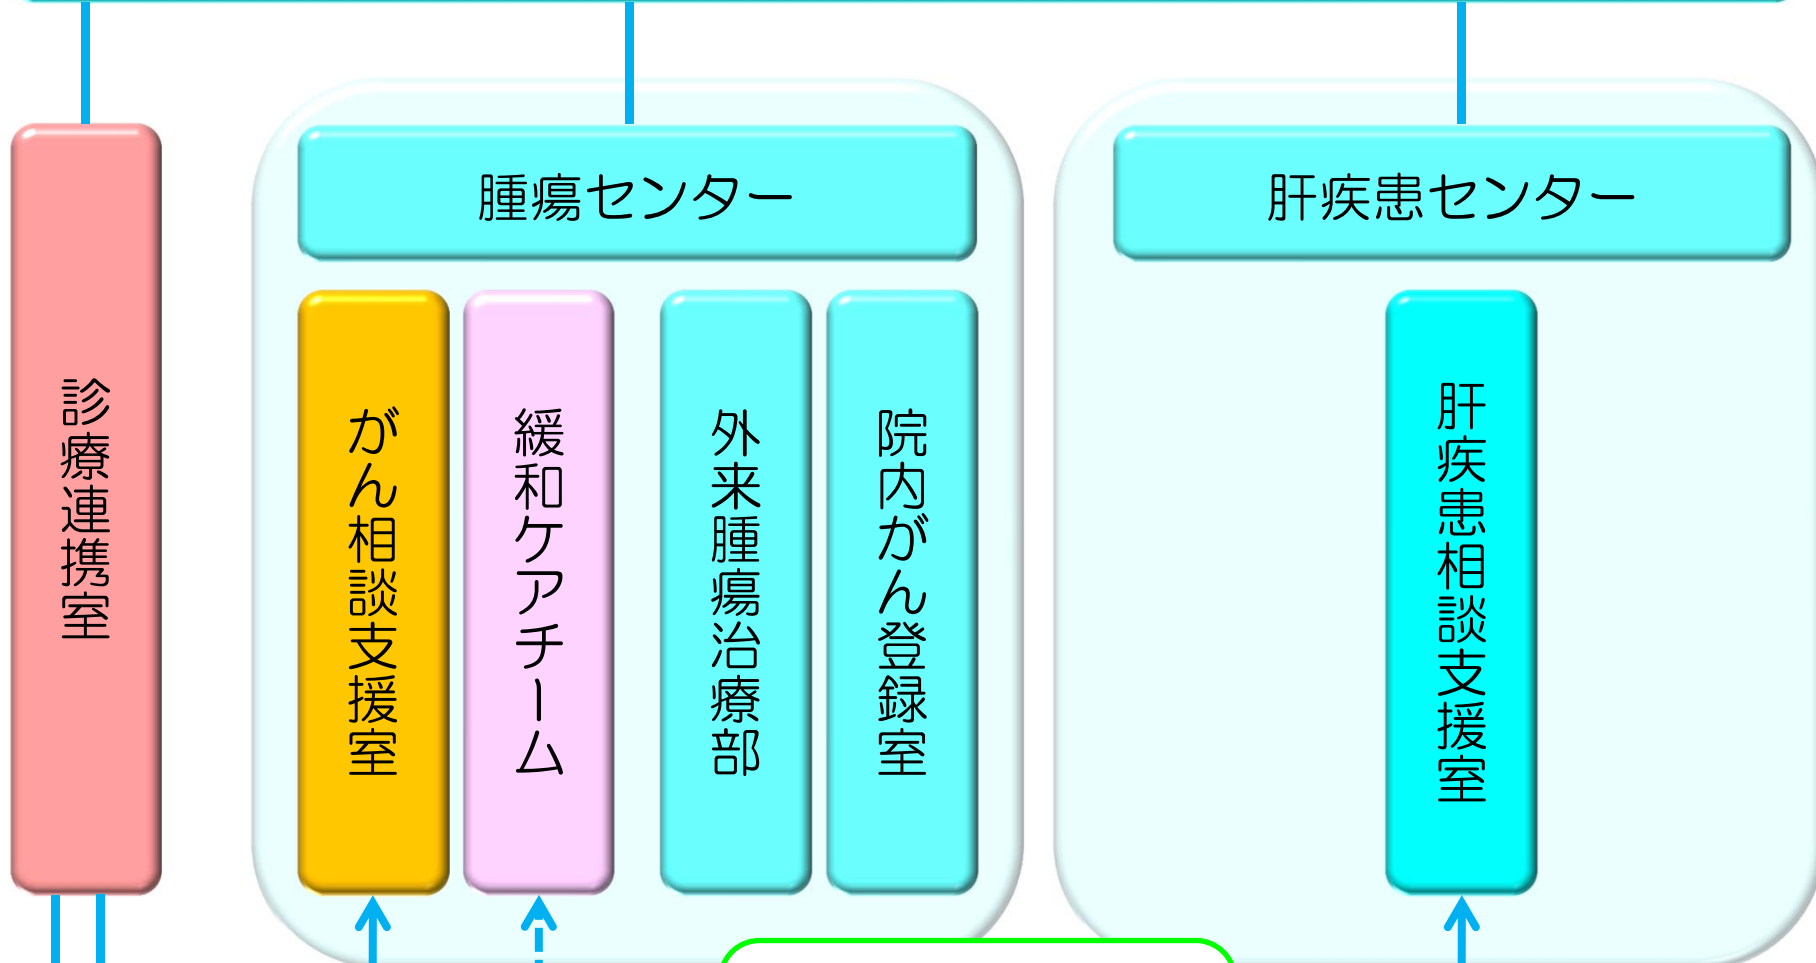 診療連携室
腫瘍センター
がん相談支援室
緩和ケアチーム
外来腫瘍治療部
院内がん登録室
肝疾患センター
肝疾患相談支援室